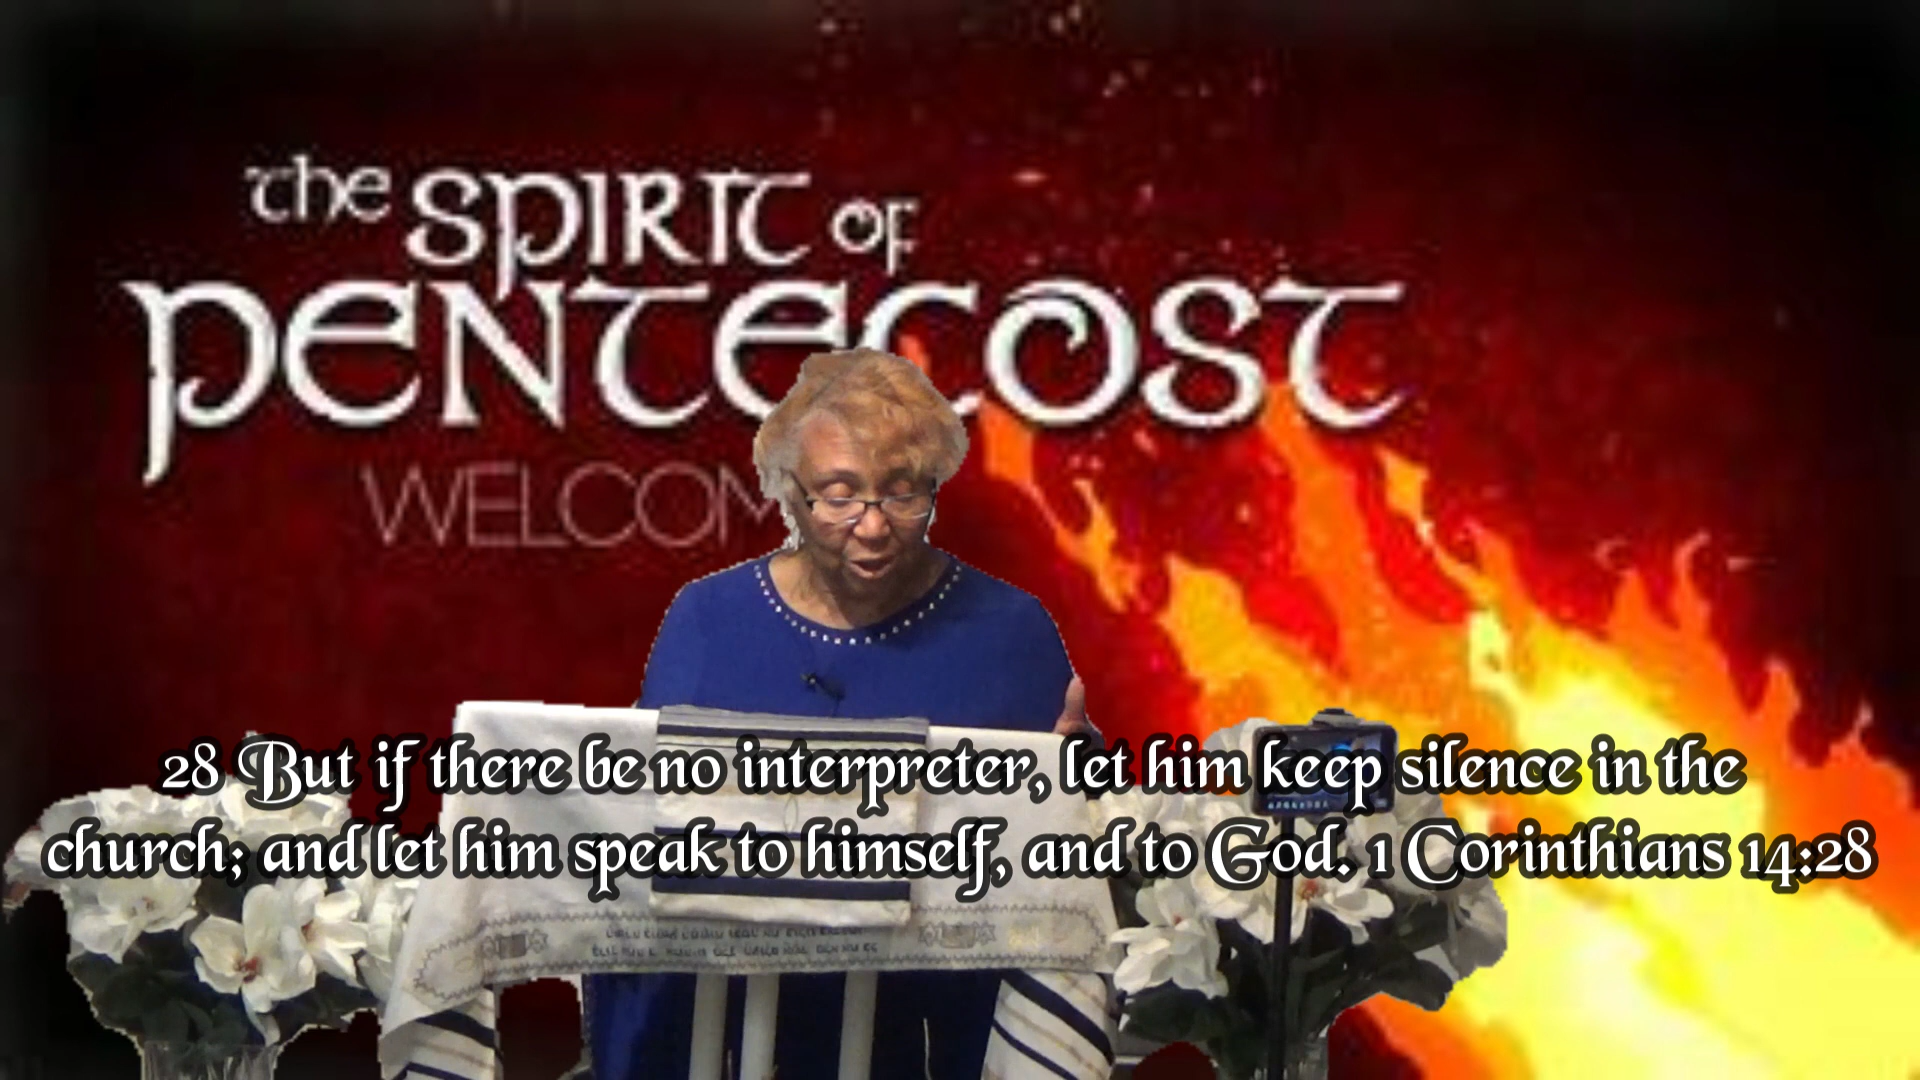 the SPIRIT OF
PENTECOST
WELCOM
28 But if there be no interpreter, let him keep silence in the
church; and let him speak to himself, and to God. 1 Corinthians 14:28